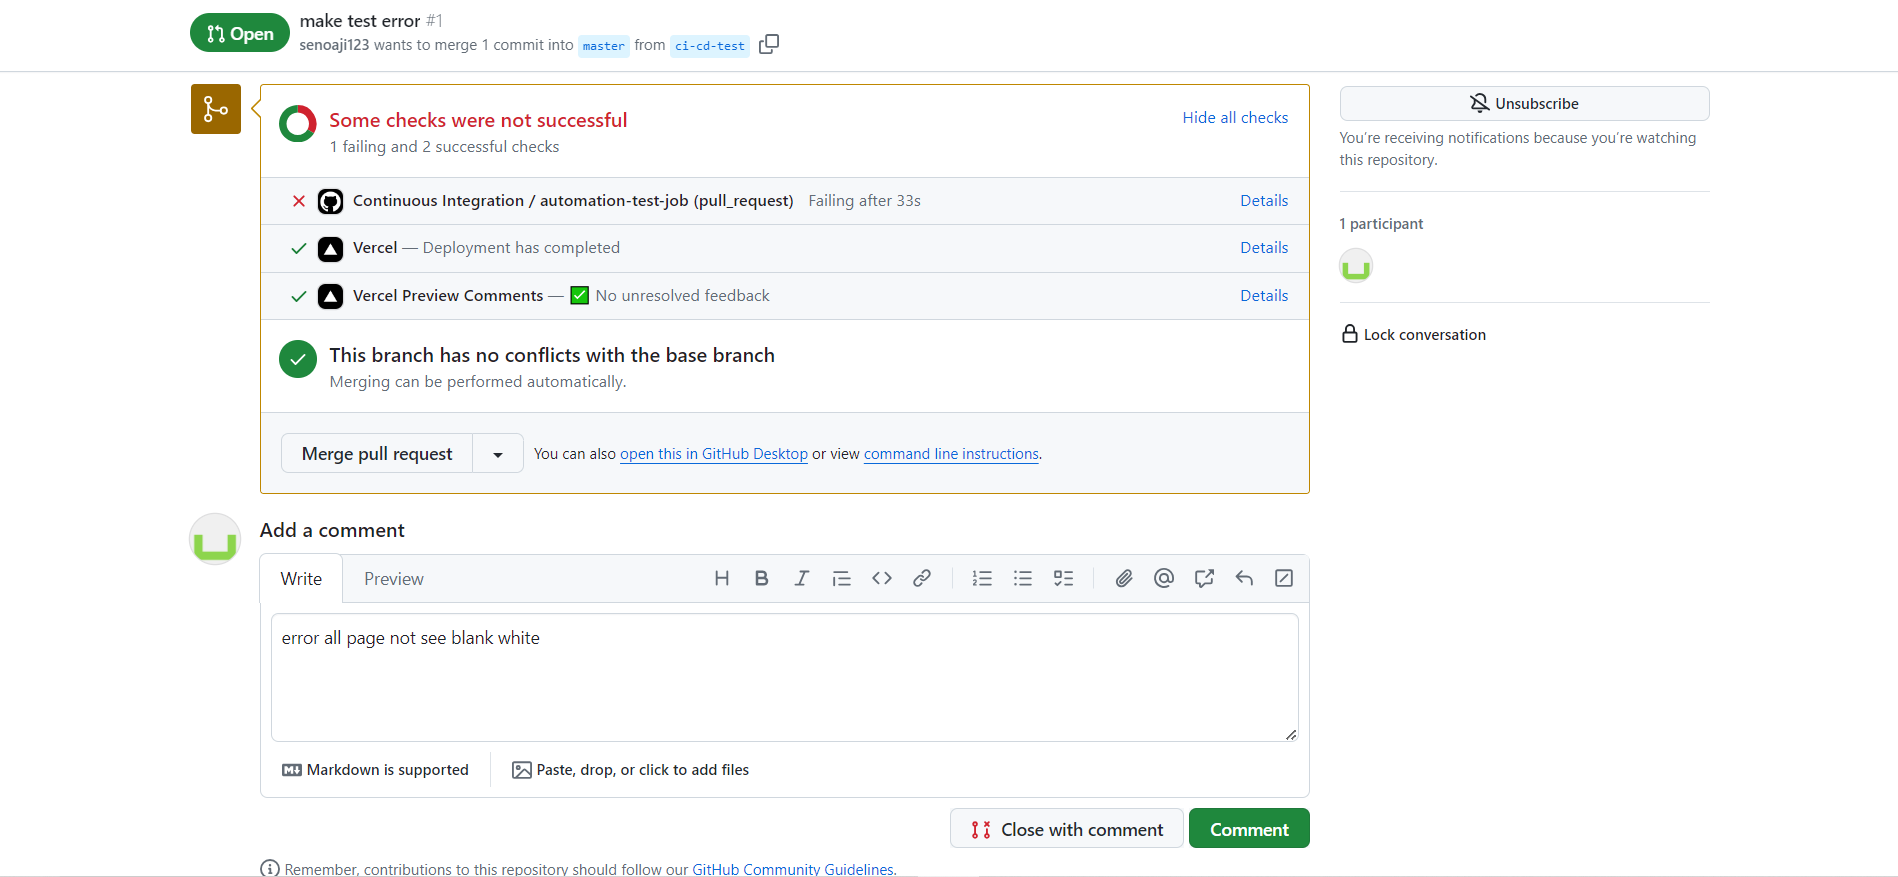 Open
make test error #1
senoaji123 wants to merge 1 commit into master from ci-cd-test
Some checks were not successful
Hide all checks
1 failing and 2 successful checks
Continuous Integration / automation-test-job (pull_request) Failing after 33s
Details
Vercel — Deployment has completed
Details
Vercel Preview Comments — ✅ No unresolved feedback
Details
This branch has no conflicts with the base branch
Merging can be performed automatically.
Merge pull request
You can also open this in GitHub Desktop or view command line instructions.
Unsubscribe
You’re receiving notifications because you’re watching
this repository.
1 participant
Lock conversation
Add a comment
Write
Preview
error all page not see blank white
Markdown is supported
Paste, drop, or click to add files
Close with comment
Comment
Remember, contributions to this repository should follow our GitHub Community Guidelines.